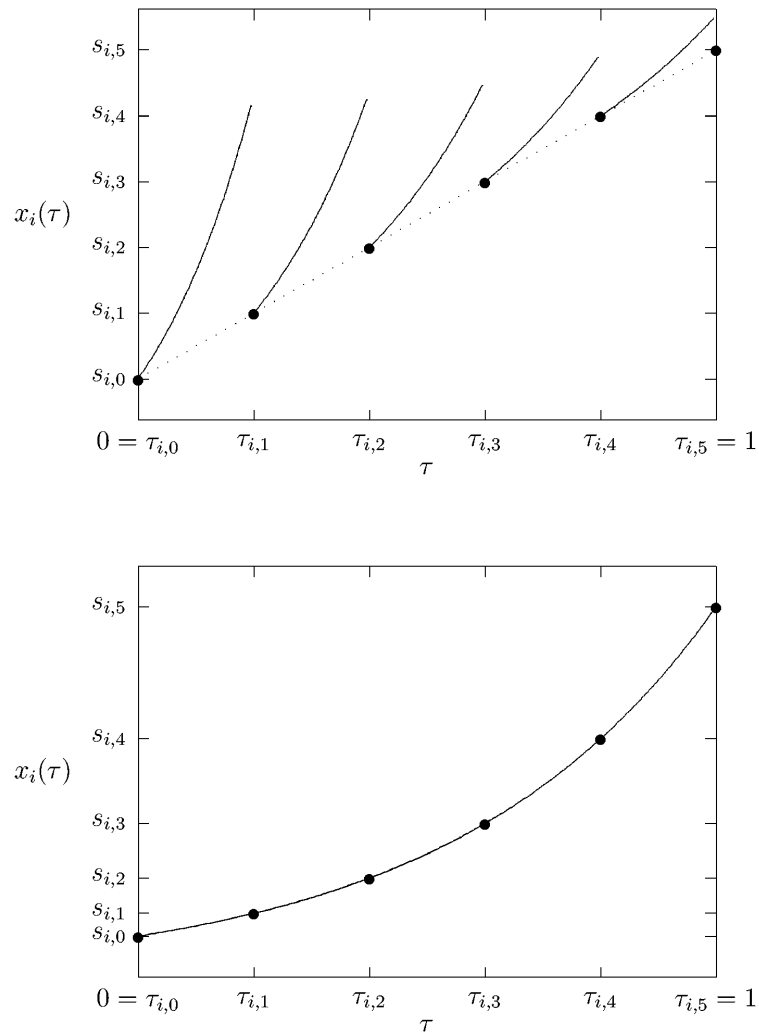 s_{i,5}
s_{i,4}
s_{i,3}
x_i(τ)
s_{i,2}
s_{i,1}
s_{i,0}
0 = τ_{i,0} τ_{i,1} τ_{i,2} τ_{i,3} τ_{i,4} τ_{i,5} = 1
τ
s_{i,5}
s_{i,4}
x_i(τ)
s_{i,3}
s_{i,2}
s_{i,1}
s_{i,0}
0 = τ_{i,0} τ_{i,1} τ_{i,2} τ_{i,3} τ_{i,4} τ_{i,5} = 1
τ